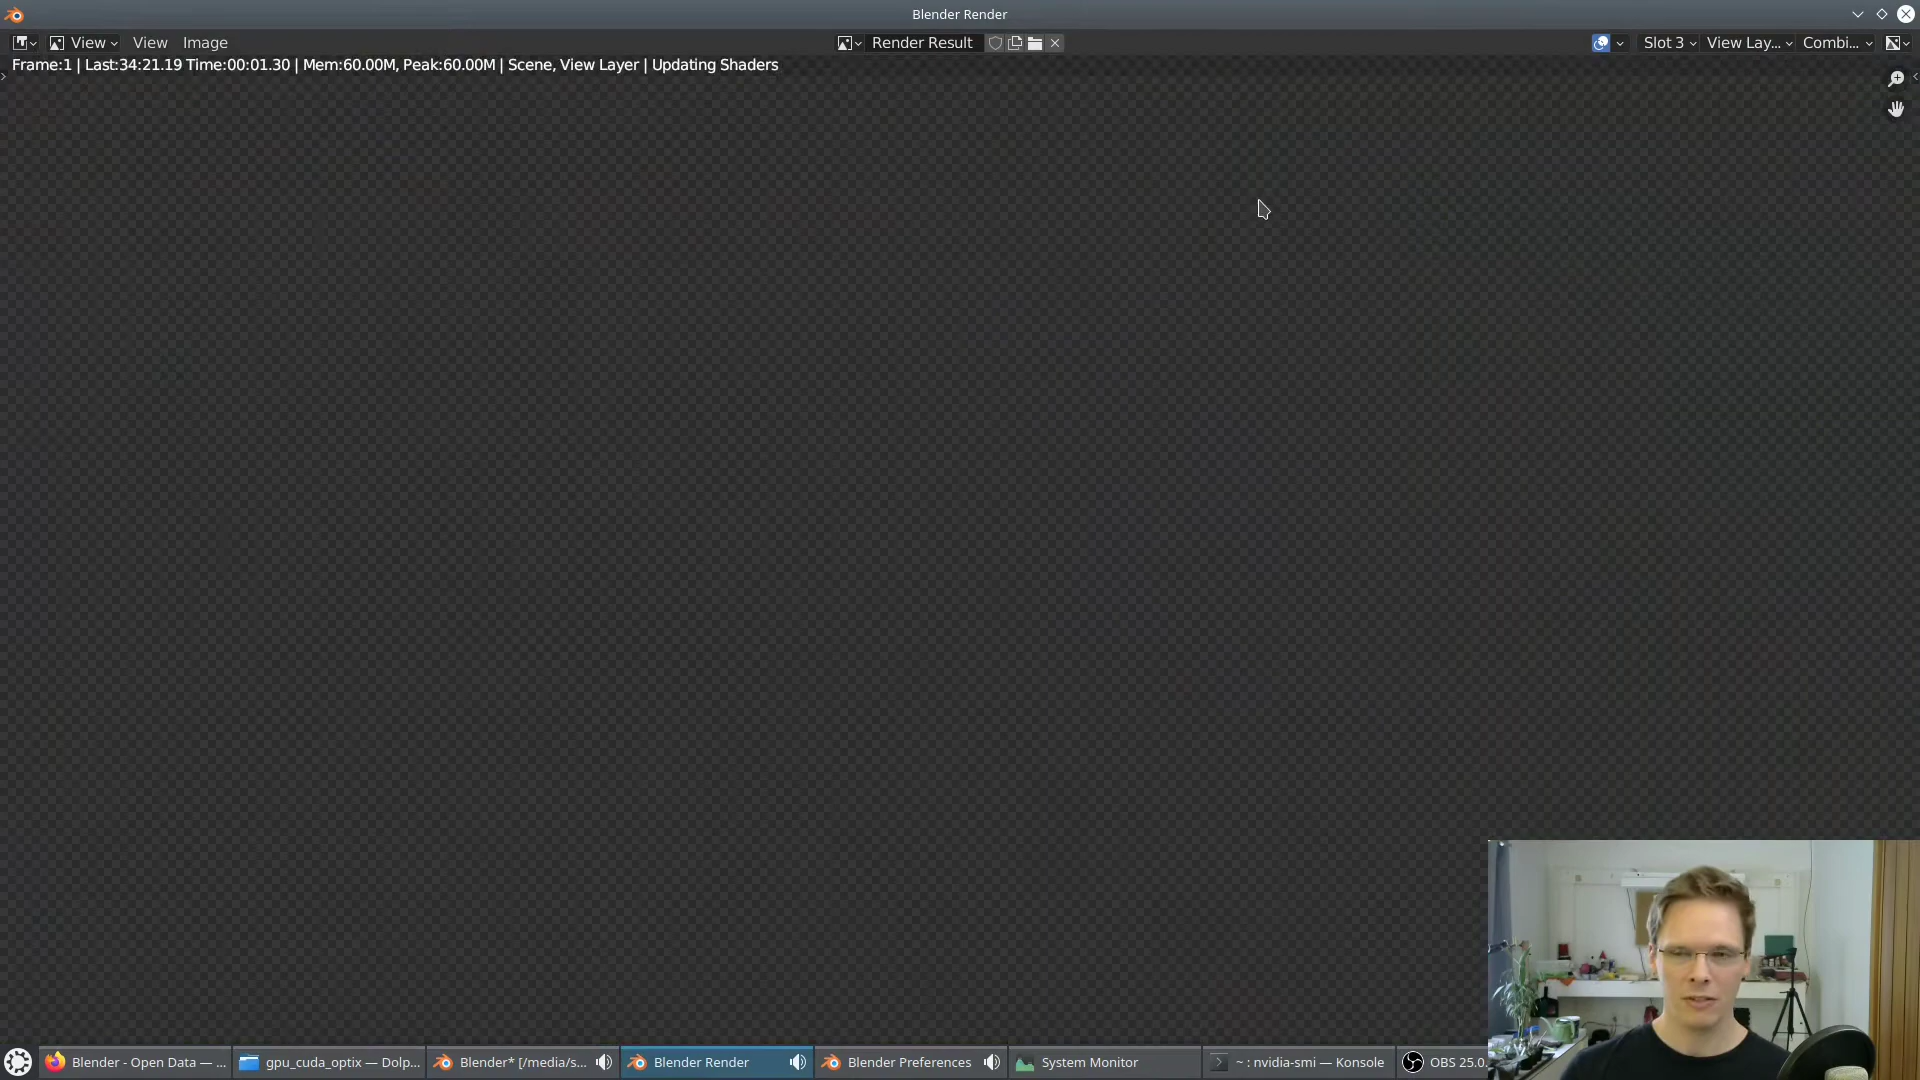 Blender Render
View View Image Render Result Slot 3 View Lay... Combi...
Frame:1 | Last:34:21.19 Time:00:01.30 | Mem:60.00M, Peak:60.00M | Scene, View Layer | Updating Shaders
Blender - Open Data — ... gpu_cuda_optix — Dolp... Blender* [/media/s... Blender Render Blender Preferences System Monitor ~ : nvidia-smi — Konsole OBS 25.0.